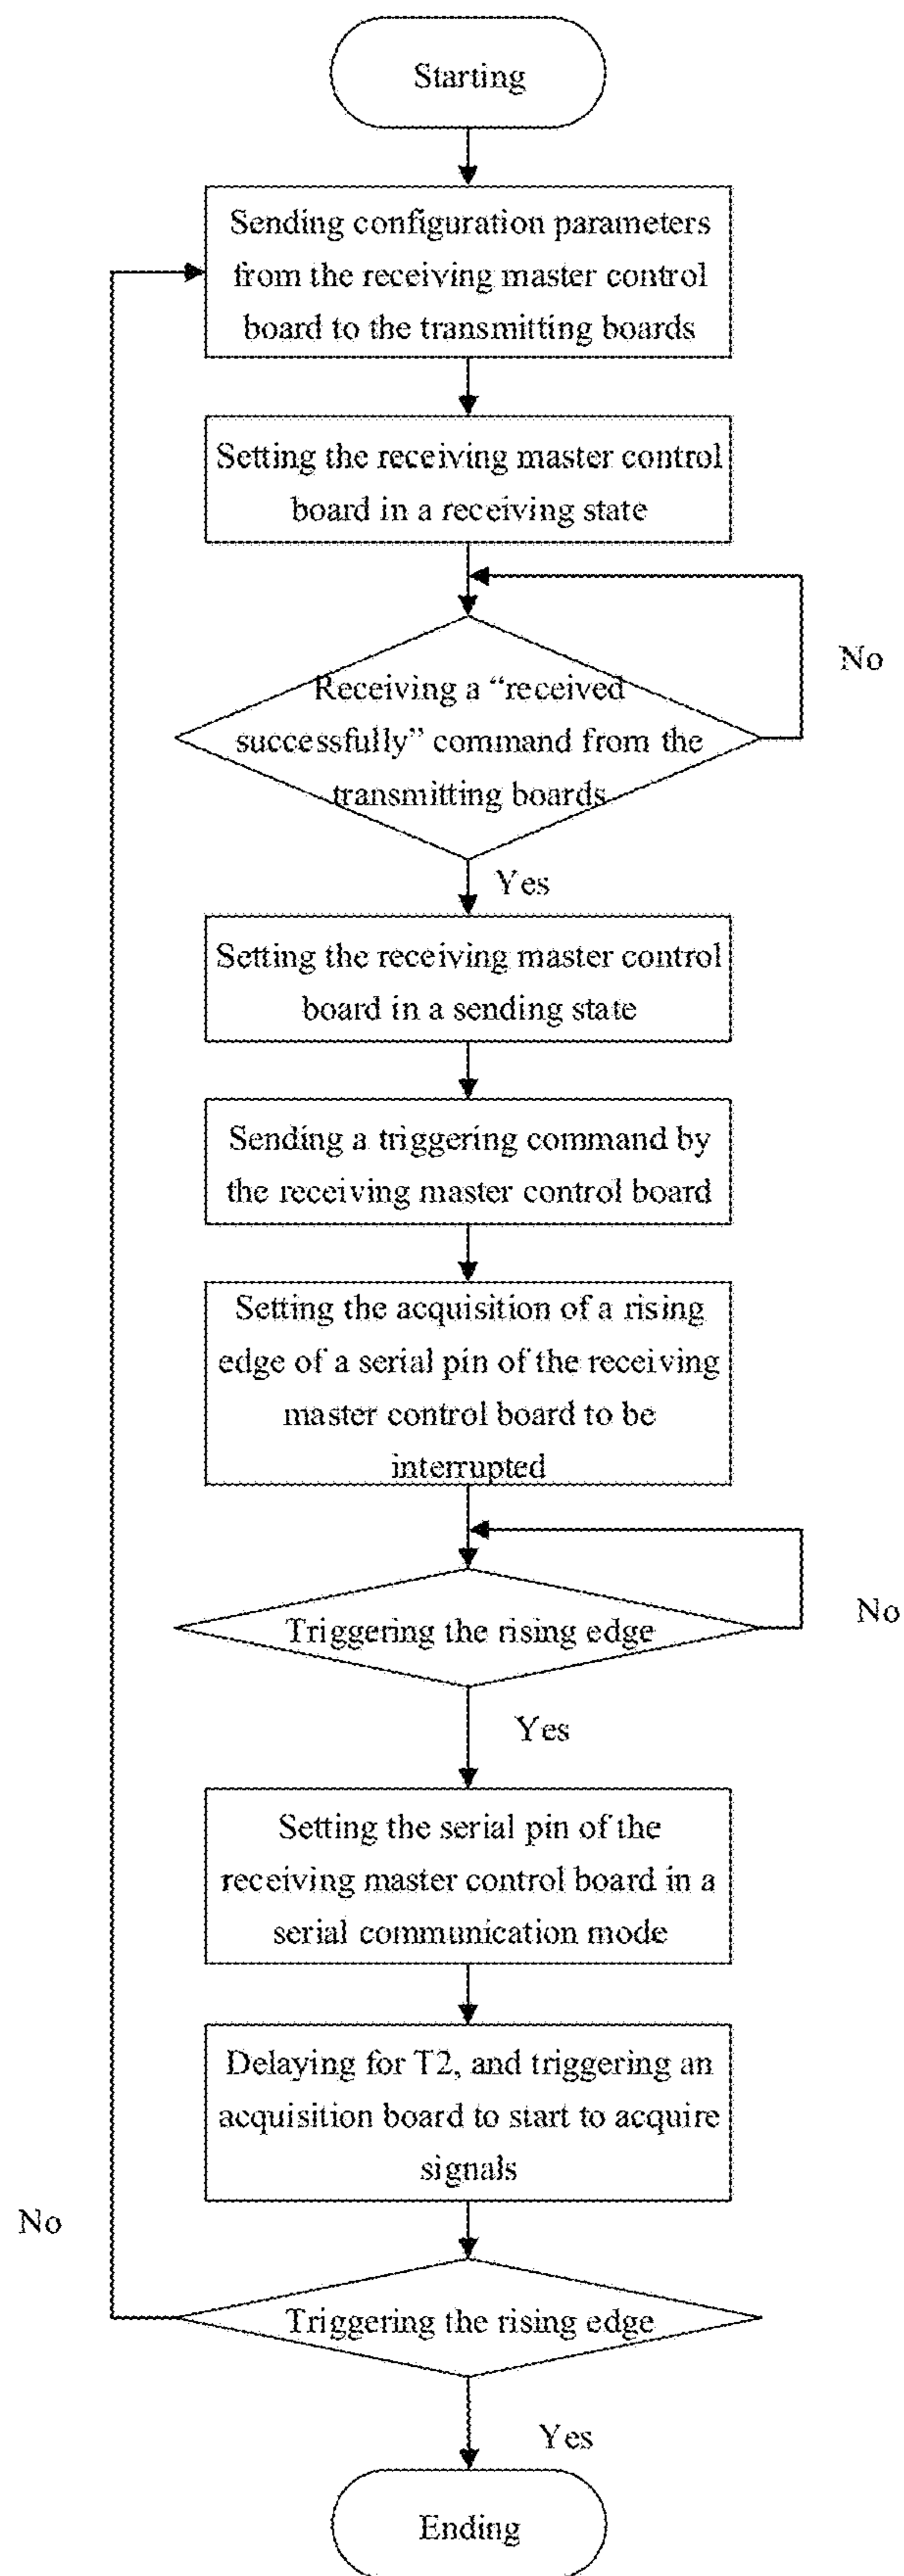 Starting
Sending configuration parameters
from the receiving master control
board to the transmitting boards
Setting the receiving master control
board in a receiving state
No
Receiving a “received
successfully” command from the
transmitting boards
Yes
Setting the receiving master control
board in a sending state
Sending a triggering command by
the receiving master control board
Setting the acquisition of a rising
edge of a serial pin of the receiving
master control board to be
interrupted
Triggering the rising edge
No
Yes
Setting the serial pin of the
receiving master control board in a
serial communication mode
Delaying for T2, and triggering an
acquisition board to start to acquire
signals
No
Triggering the rising edge
Yes
Ending